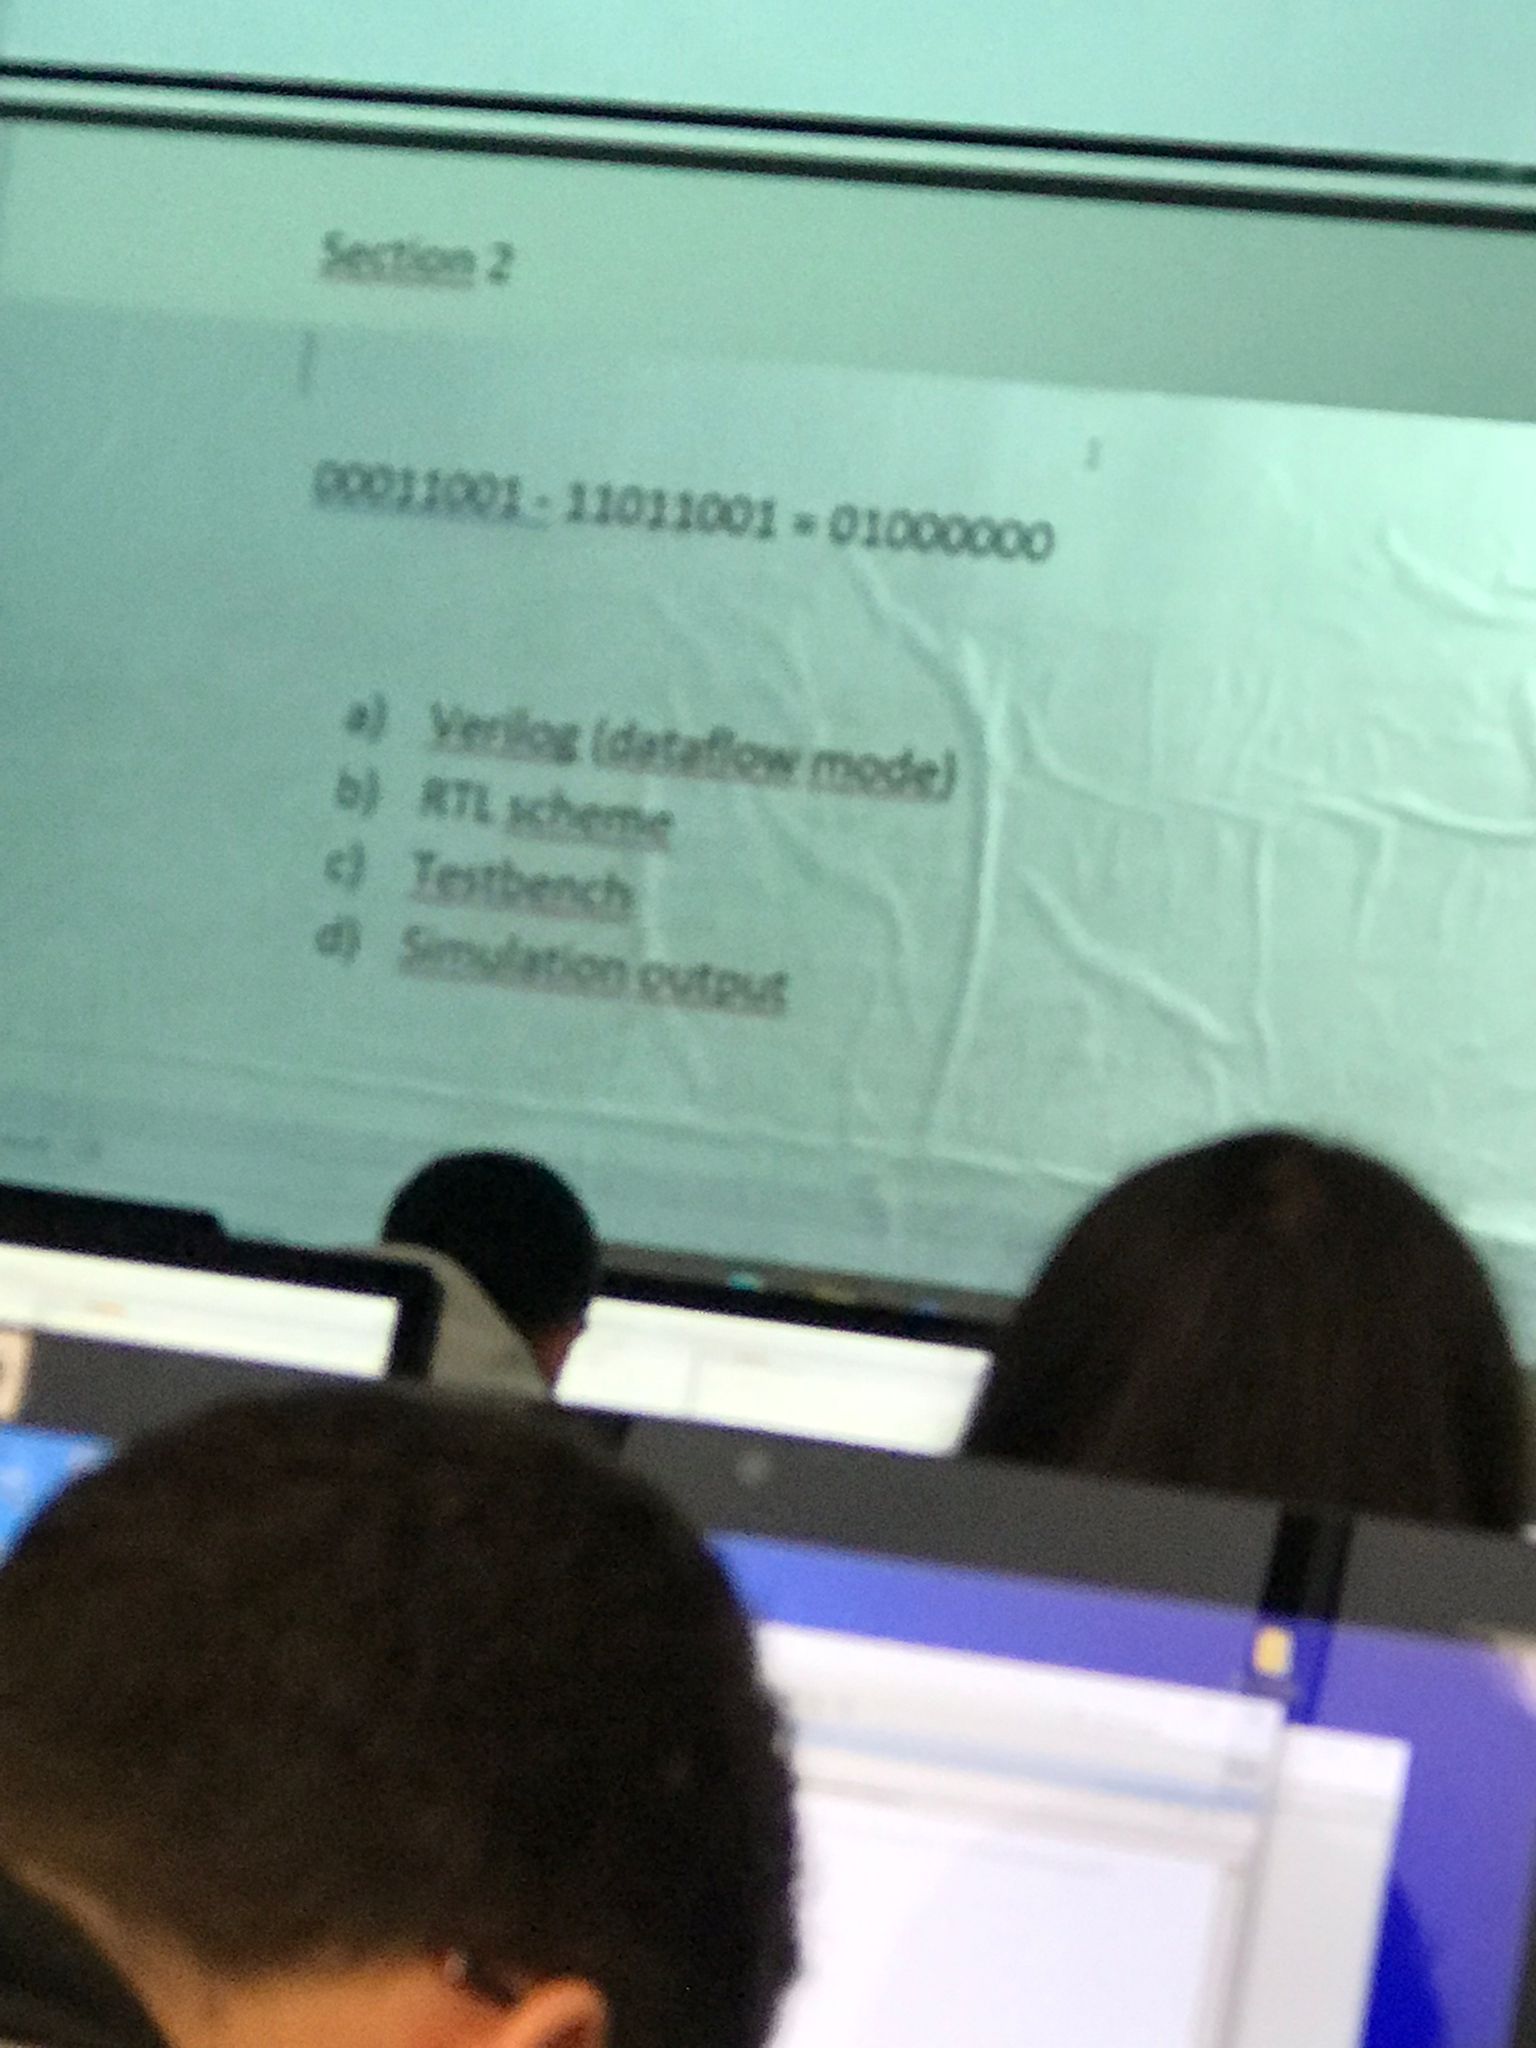 Section 2
00011001 - 11011001 = 01000000
a) Verilog (dataflow mode)
b) RTL scheme
c) Testbench
d) Simulation output